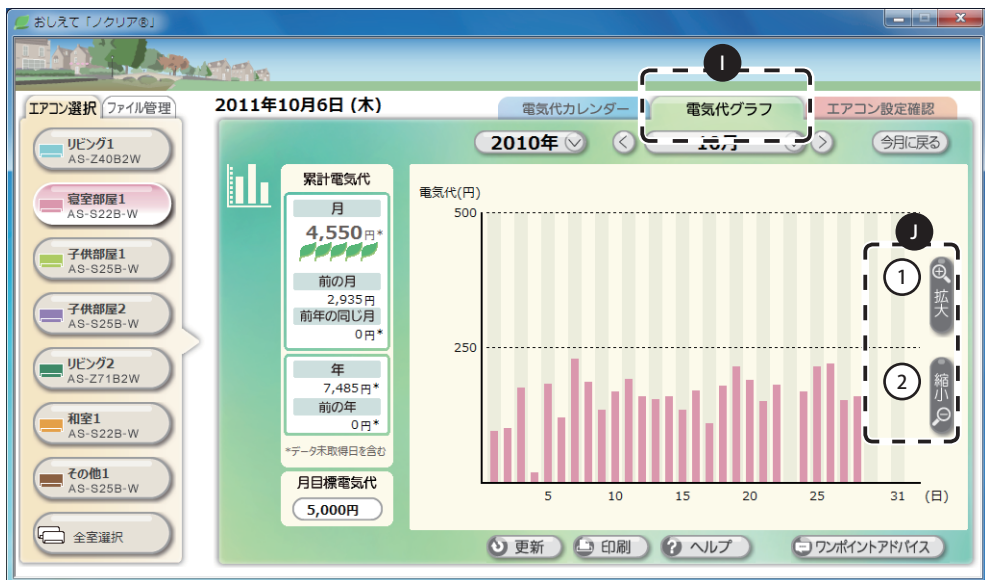 おしえて「ノクリア®」
I
エアコン選択 ファイル管理
2011年10月6日 (木)
電気代カレンダー 電気代グラフ エアコン設定確認
リビング1
AS-Z40B2W
寝室部屋1
AS-S22B-W
子供部屋1
AS-S25B-W
子供部屋2
AS-S25B-W
リビング2
AS-Z71B2W
和室1
AS-S22B-W
その他1
AS-S25B-W
全室選択
2010年 10月 今月に戻る
累計電気代
月
4,550円*
前の月
2,935円
前年の同じ月
0円*
年
7,485円*
前の年
0円*
*データ未取得日を含む
月目標電気代
5,000円
電気代(円)
500
250
5 10 15 20 25 31 (日)
J
1
拡大
2
縮小
更新 印刷 ヘルプ ワンポイントアドバイス